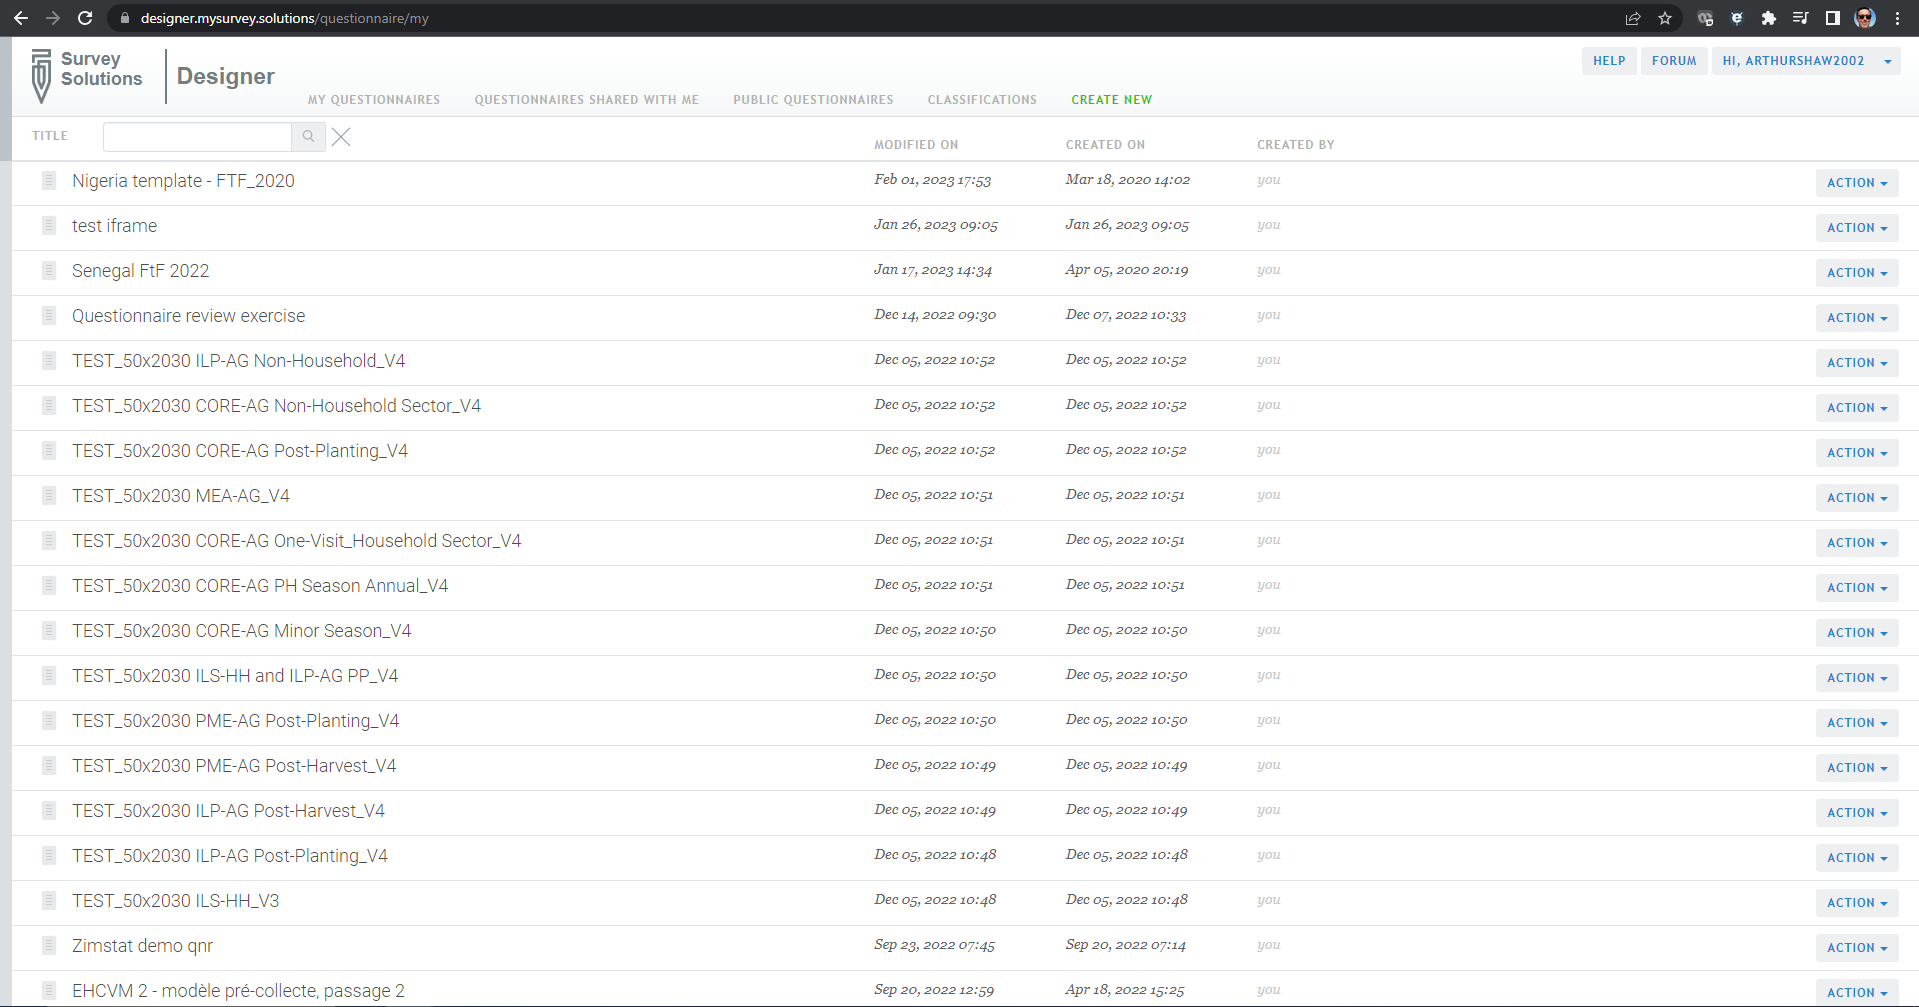 designer.mysurvey.solutions/questionnaire/my
Survey
Solutions
Designer
HELP
FORUM
HI, ARTHURSHAW2002
MY QUESTIONNAIRES
QUESTIONNAIRES SHARED WITH ME
PUBLIC QUESTIONNAIRES
CLASSIFICATIONS
CREATE NEW
TITLE MODIFIED ON CREATED ON CREATED BY
Nigeria template - FTF_2020 Feb 01, 2023 17:53 Mar 18, 2020 14:02 you ACTION
test iframe Jan 26, 2023 09:05 Jan 26, 2023 09:05 you ACTION
Senegal FtF 2022 Jan 17, 2023 14:34 Apr 05, 2020 20:19 you ACTION
Questionnaire review exercise Dec 14, 2022 09:30 Dec 07, 2022 10:33 you ACTION
TEST_50x2030 ILP-AG Non-Household_V4 Dec 05, 2022 10:52 Dec 05, 2022 10:52 you ACTION
TEST_50x2030 CORE-AG Non-Household Sector_V4 Dec 05, 2022 10:52 Dec 05, 2022 10:52 you ACTION
TEST_50x2030 CORE-AG Post-Planting_V4 Dec 05, 2022 10:52 Dec 05, 2022 10:52 you ACTION
TEST_50x2030 MEA-AG_V4 Dec 05, 2022 10:51 Dec 05, 2022 10:51 you ACTION
TEST_50x2030 CORE-AG One-Visit_Household Sector_V4 Dec 05, 2022 10:51 Dec 05, 2022 10:51 you ACTION
TEST_50x2030 CORE-AG PH Season Annual_V4 Dec 05, 2022 10:51 Dec 05, 2022 10:51 you ACTION
TEST_50x2030 CORE-AG Minor Season_V4 Dec 05, 2022 10:50 Dec 05, 2022 10:50 you ACTION
TEST_50x2030 ILS-HH and ILP-AG PP_V4 Dec 05, 2022 10:50 Dec 05, 2022 10:50 you ACTION
TEST_50x2030 PME-AG Post-Planting_V4 Dec 05, 2022 10:50 Dec 05, 2022 10:50 you ACTION
TEST_50x2030 PME-AG Post-Harvest_V4 Dec 05, 2022 10:49 Dec 05, 2022 10:49 you ACTION
TEST_50x2030 ILP-AG Post-Harvest_V4 Dec 05, 2022 10:49 Dec 05, 2022 10:49 you ACTION
TEST_50x2030 ILP-AG Post-Planting_V4 Dec 05, 2022 10:48 Dec 05, 2022 10:48 you ACTION
TEST_50x2030 ILS-HH_V3 Dec 05, 2022 10:48 Dec 05, 2022 10:48 you ACTION
Zimstat demo qnr Sep 23, 2022 07:45 Sep 20, 2022 07:14 you ACTION
EHCVM 2 - modèle pré-collecte, passage 2 Sep 20, 2022 12:59 Apr 18, 2022 15:25 you ACTION